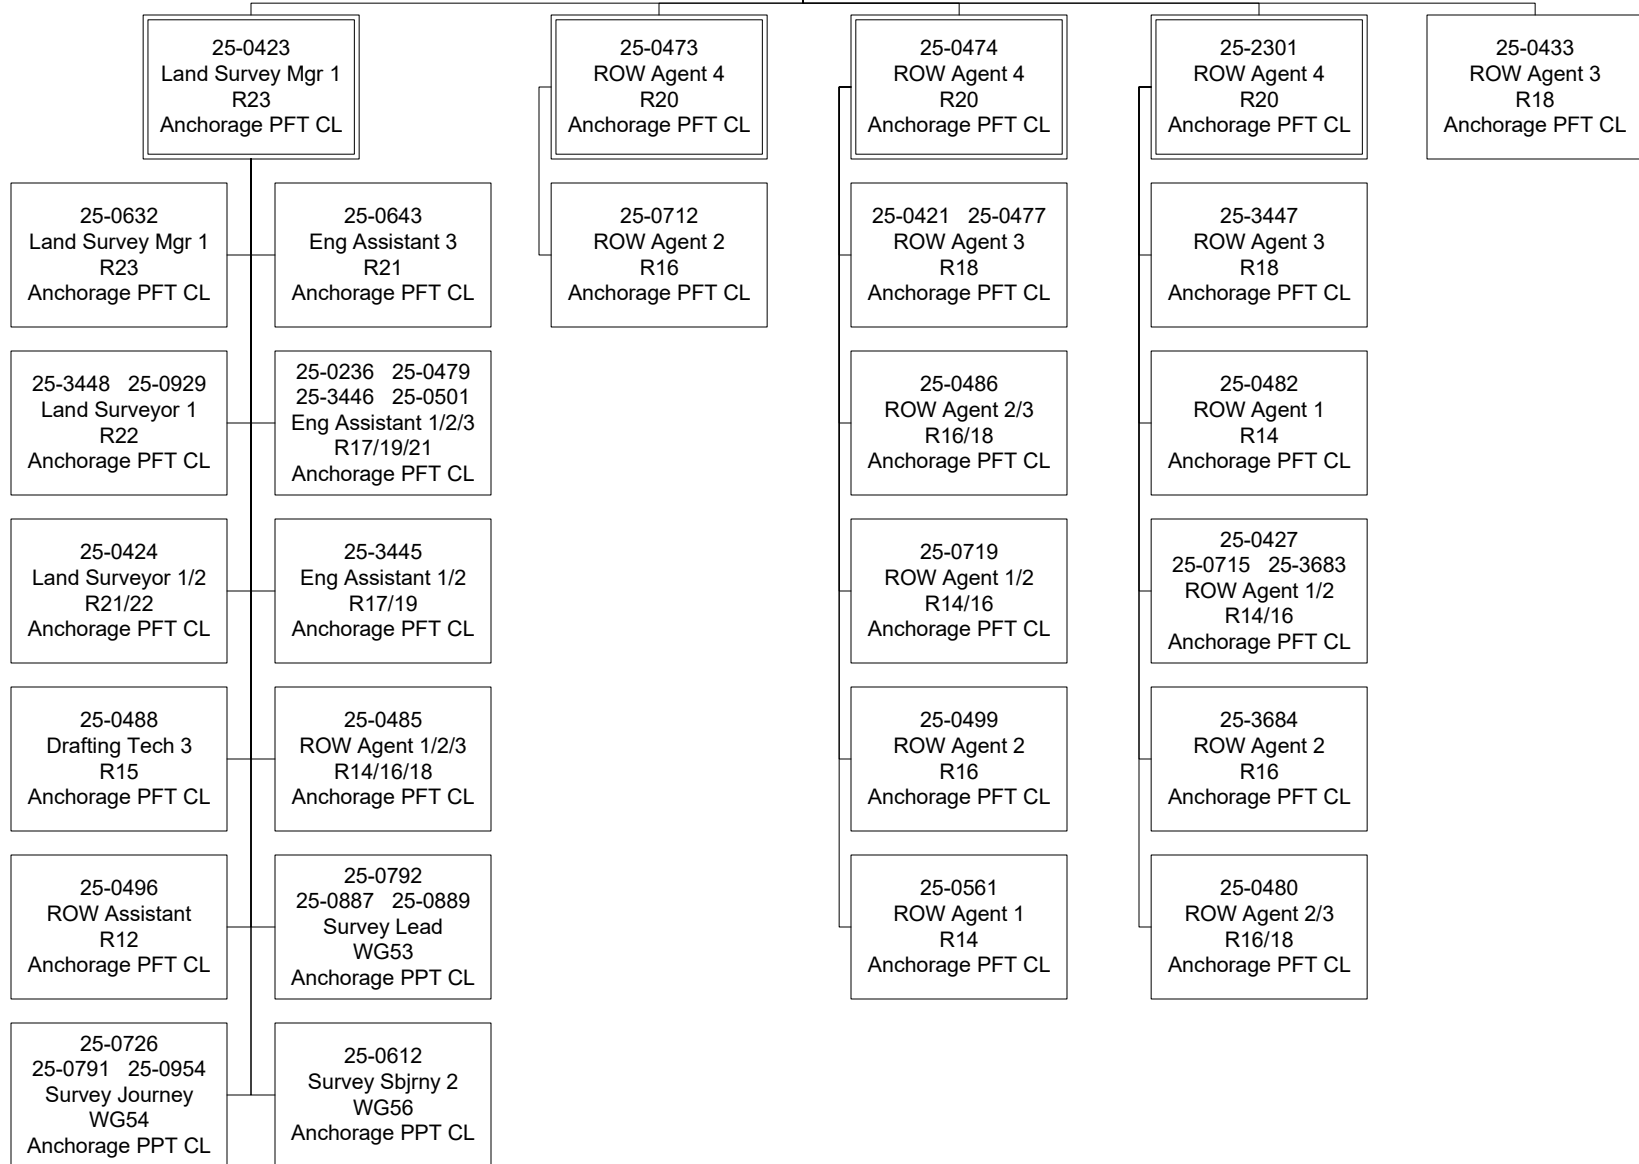 25-0423
Land Survey Mgr 1
R23
Anchorage PFT CL
25-0473
ROW Agent 4
R20
Anchorage PFT CL
25-0474
ROW Agent 4
R20
Anchorage PFT CL
25-2301
ROW Agent 4
R20
Anchorage PFT CL
25-0433
ROW Agent 3
R18
Anchorage PFT CL
25-0632
Land Survey Mgr 1
R23
Anchorage PFT CL
25-0643
Eng Assistant 3
R21
Anchorage PFT CL
25-0712
ROW Agent 2
R16
Anchorage PFT CL
25-0421 25-0477
ROW Agent 3
R18
Anchorage PFT CL
25-3447
ROW Agent 3
R18
Anchorage PFT CL
25-3448 25-0929
Land Surveyor 1
R22
Anchorage PFT CL
25-0236 25-0479
25-3446 25-0501
Eng Assistant 1/2/3
R17/19/21
Anchorage PFT CL
25-0486
ROW Agent 2/3
R16/18
Anchorage PFT CL
25-0482
ROW Agent 1
R14
Anchorage PFT CL
25-0424
Land Surveyor 1/2
R21/22
Anchorage PFT CL
25-3445
Eng Assistant 1/2
R17/19
Anchorage PFT CL
25-0719
ROW Agent 1/2
R14/16
Anchorage PFT CL
25-0427
25-0715 25-3683
ROW Agent 1/2
R14/16
Anchorage PFT CL
25-0488
Drafting Tech 3
R15
Anchorage PFT CL
25-0485
ROW Agent 1/2/3
R14/16/18
Anchorage PFT CL
25-0499
ROW Agent 2
R16
Anchorage PFT CL
25-3684
ROW Agent 2
R16
Anchorage PFT CL
25-0496
ROW Assistant
R12
Anchorage PFT CL
25-0792
25-0887 25-0889
Survey Lead
WG53
Anchorage PPT CL
25-0561
ROW Agent 1
R14
Anchorage PFT CL
25-0480
ROW Agent 2/3
R16/18
Anchorage PFT CL
25-0726
25-0791 25-0954
Survey Journey
WG54
Anchorage PPT CL
25-0612
Survey Sbjrny 2
WG56
Anchorage PPT CL